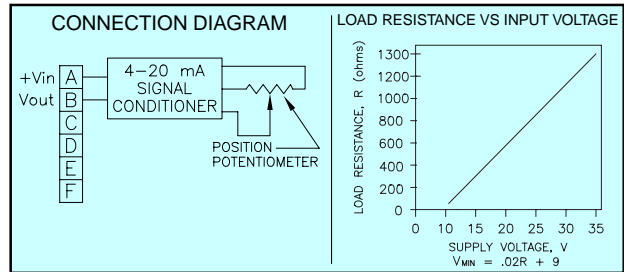 CONNECTION DIAGRAM
+Vin A
Vout B
C
D
E
F
4-20 mA
SIGNAL
CONDITIONER
POSITION
POTENTIOMETER
LOAD RESISTANCE VS INPUT VOLTAGE
LOAD RESISTANCE, R (ohms)
1300
1000
800
600
400
200
0
0 5 10 15 20 25 30 35
SUPPLY VOLTAGE, V
VMIN = .02R + 9